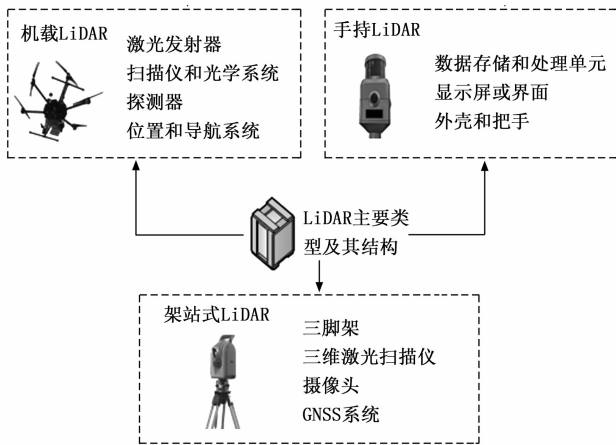 机载LiDAR
激光发射器
扫描仪和光学系统
探测器
位置和导航系统
手持LiDAR
数据存储和处理单元
显示屏或界面
外壳和把手
LiDAR主要类
型及其结构
架站式LiDAR
三脚架
三维激光扫描仪
摄像头
GNSS系统